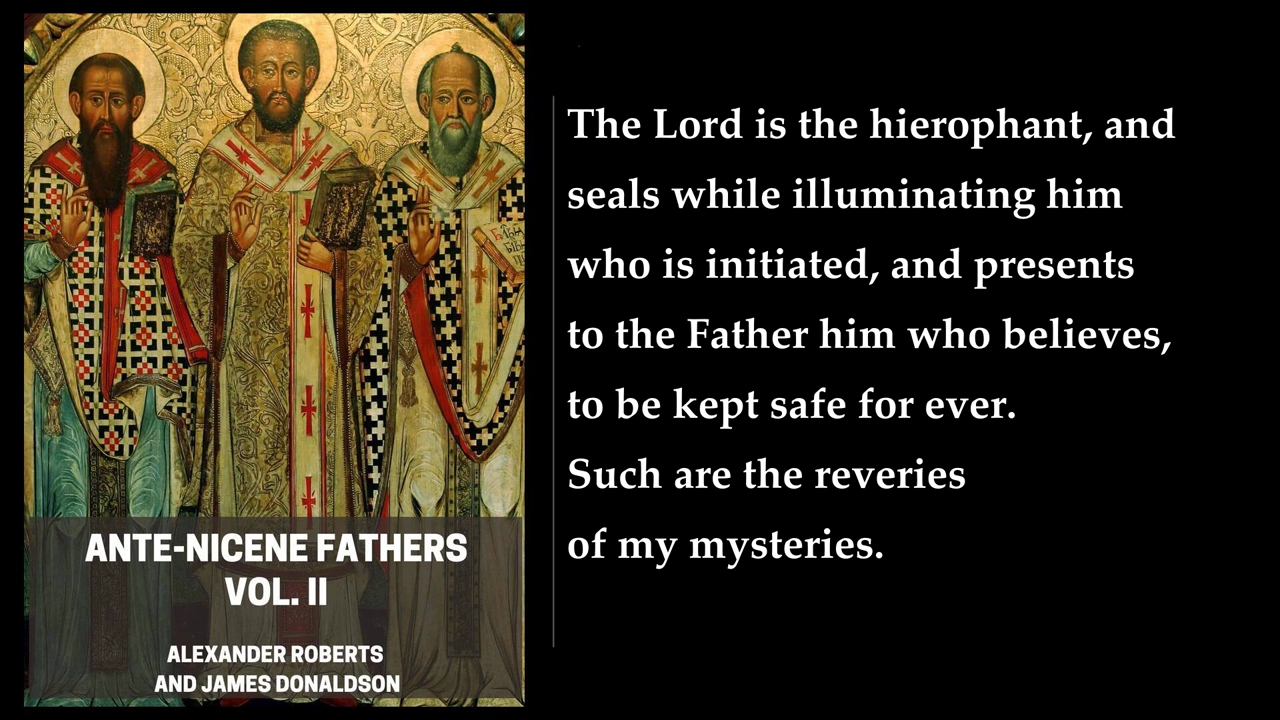 The Lord is the hierophant, and
seals while illuminating him
who is initiated, and presents
to the Father him who believes,
to be kept safe for ever.
Such are the reveries
of my mysteries.
ANTE-NICENE FATHERS
VOL. II
ALEXANDER ROBERTS
AND JAMES DONALDSON